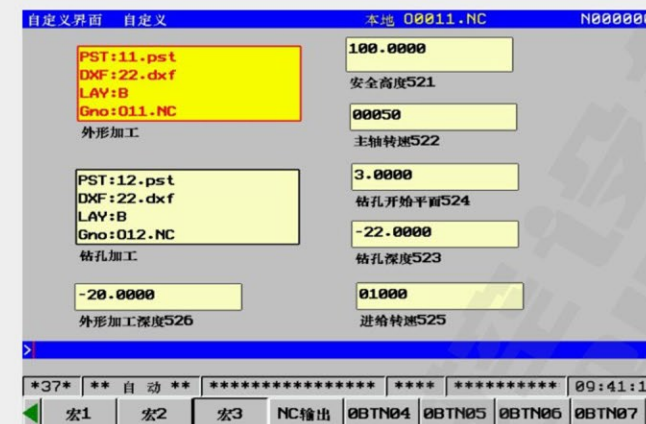 自定义界面 自定义 本地 O0011.NC N000000
PST:11.pst
DXF:22.dxf
LAY:B
Gno:O11.NC
外形加工
PST:12.pst
DXF:22.dxf
LAY:B
Gno:O12.NC
钻孔加工
-20.0000
外形加工深度526
100.0000
安全高度521
00050
主轴转速522
3.0000
钻孔开始平面524
-22.0000
钻孔深度523
01000
进给转速525
>
*37* ** 自动 ** **************** **** ********** 09:41:1
宏1 宏2 宏3 NC输出 0BTN04 0BTN05 0BTN06 0BTN07